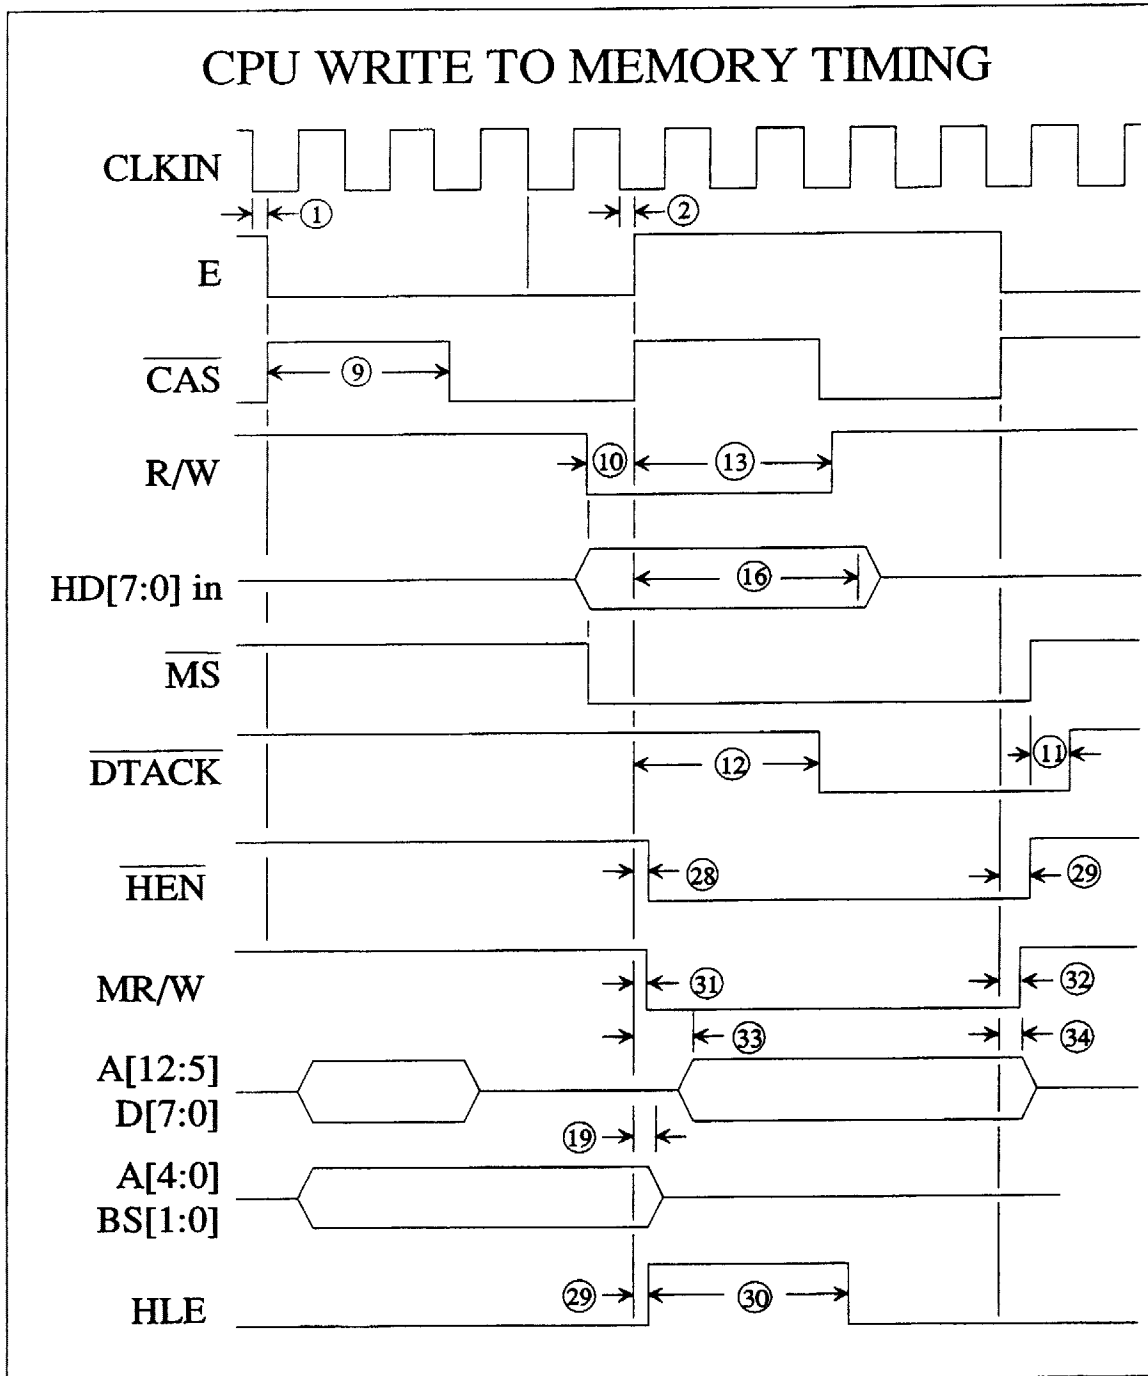 CPU WRITE TO MEMORY TIMING
CLKIN
1 2
E
CAS
9
R/W
10 13
HD[7:0] in
16
MS
DTACK
12 11
HEN
28 29
MR/W
31 32
33 34
A[12:5]
D[7:0]
19
A[4:0]
BS[1:0]
HLE
29 30